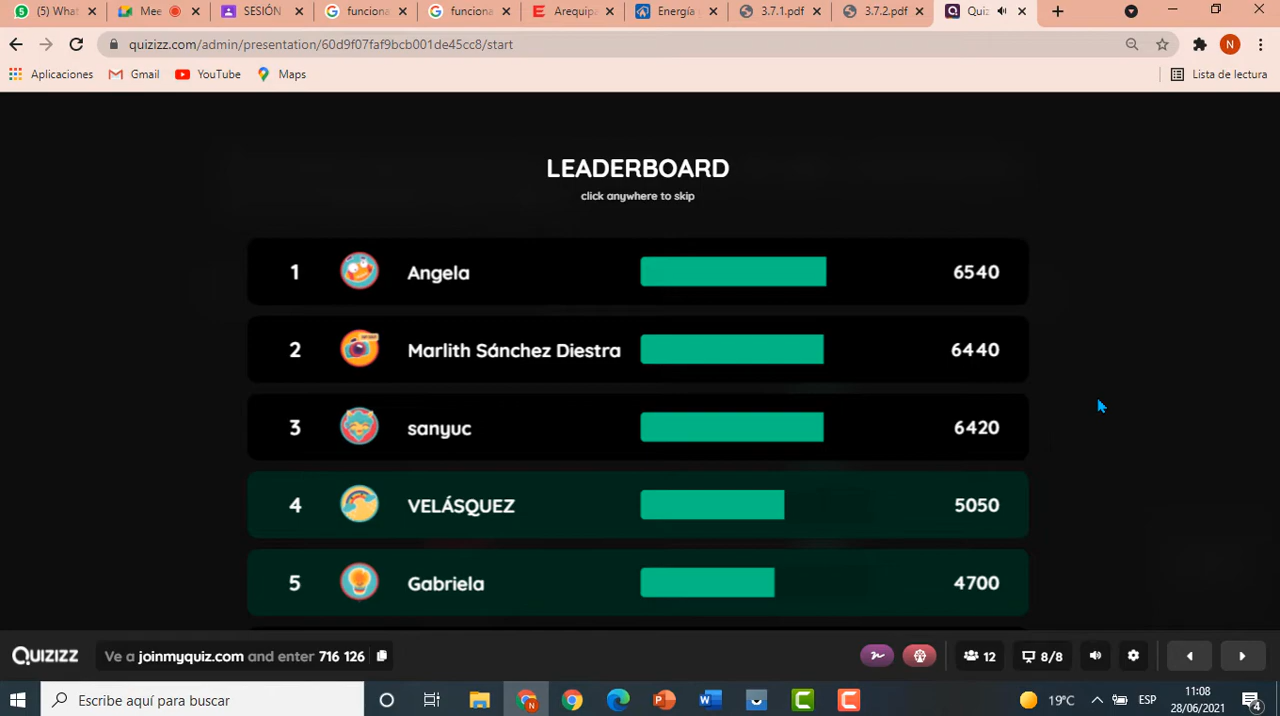 (5) What
Mee
SESIÓN
funciona
funciona
Arequipa
Energía
3.7.1.pdf
3.7.2.pdf
Quiz
quizizz.com/admin/presentation/60d9f07faf9bcb001de45cc8/start
N
Aplicaciones
Gmail
YouTube
Maps
Lista de lectura
LEADERBOARD
click anywhere to skip
1 Angela 6540
2 Marlith Sánchez Diestra 6440
3 sanyuc 6420
4 VELÁSQUEZ 5050
5 Gabriela 4700
QUIZIZZ Ve a joinmyquiz.com and enter 716 126 12 8/8
Escribe aquí para buscar
19°C
ESP
11:08
28/06/2021
4